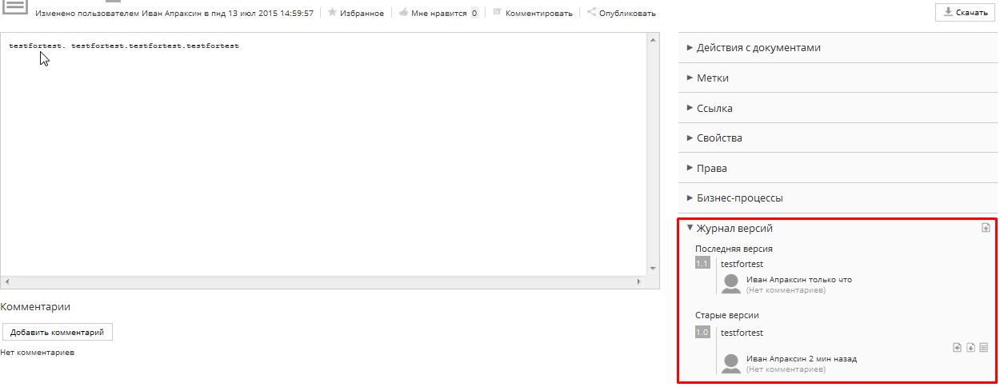 Изменено пользователем Иван Апраксин в пнд 13 июл 2015 14:59:57 Избранное Мне нравится 0 Комментировать Опубликовать Скачать
testfortest. testfortest.testfortest.testfortest
Комментарии
Добавить комментарий
Нет комментариев
Действия с документами
Метки
Ссылка
Свойства
Права
Бизнес-процессы
Журнал версий
Последняя версия
1.1 testfortest
Иван Апраксин только что
(Нет комментариев)
Старые версии
1.0 testfortest
Иван Апраксин 2 мин назад
(Нет комментариев)